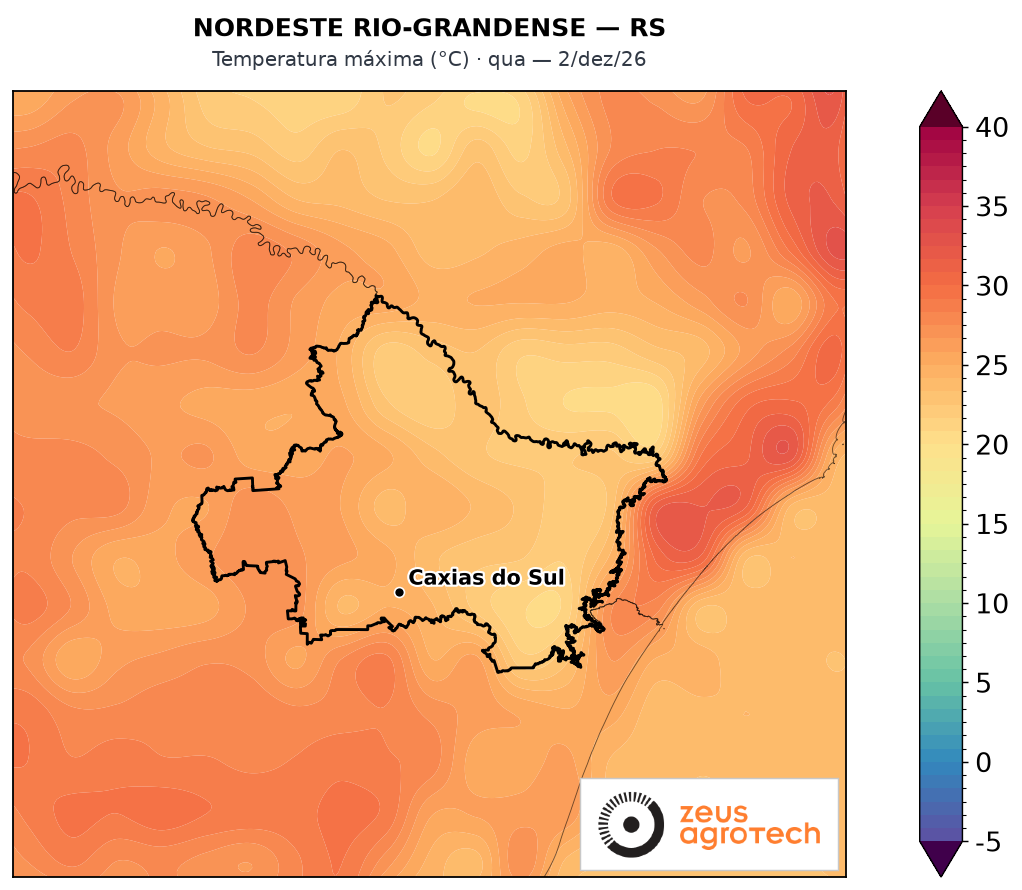 NORDESTE RIO-GRANDENSE — RS
Temperatura máxima (°C) · qua — 2/dez/26
40
35
30
25
20
15
10
5
0
-5
Caxias do Sul
zeus
agrotech